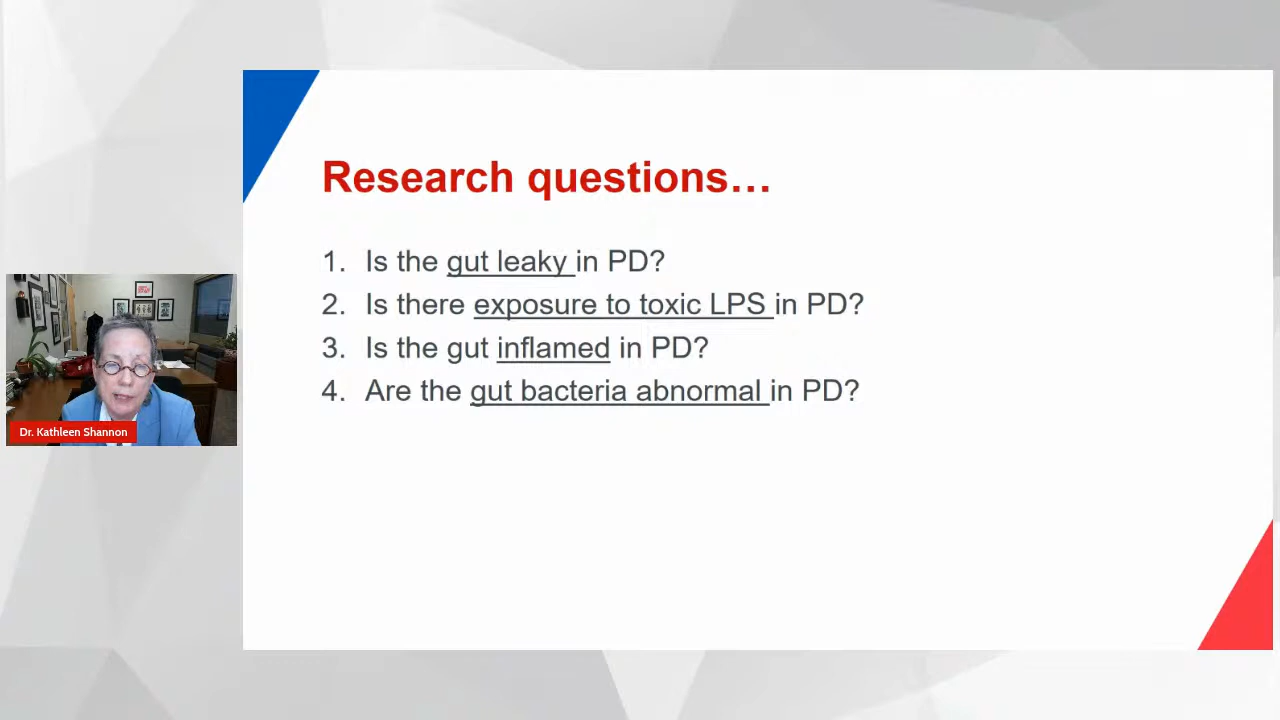 Research questions…
1. Is the gut leaky in PD?
2. Is there exposure to toxic LPS in PD?
3. Is the gut inflamed in PD?
4. Are the gut bacteria abnormal in PD?
Dr. Kathleen Shannon